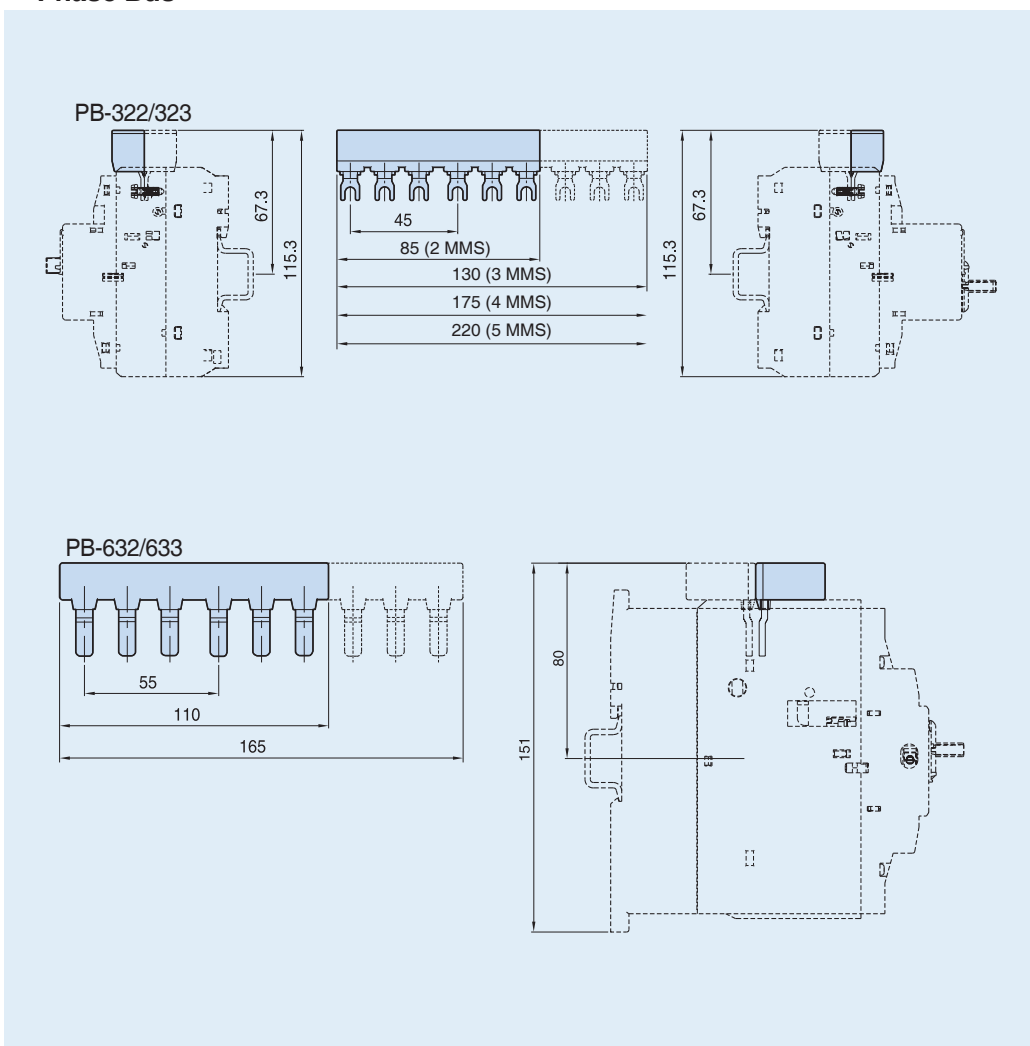 Phase Bus
PB-322/323
67.3
115.3
45
85 (2 MMS)
130 (3 MMS)
175 (4 MMS)
220 (5 MMS)
67.3
115.3
PB-632/633
55
110
165
80
151